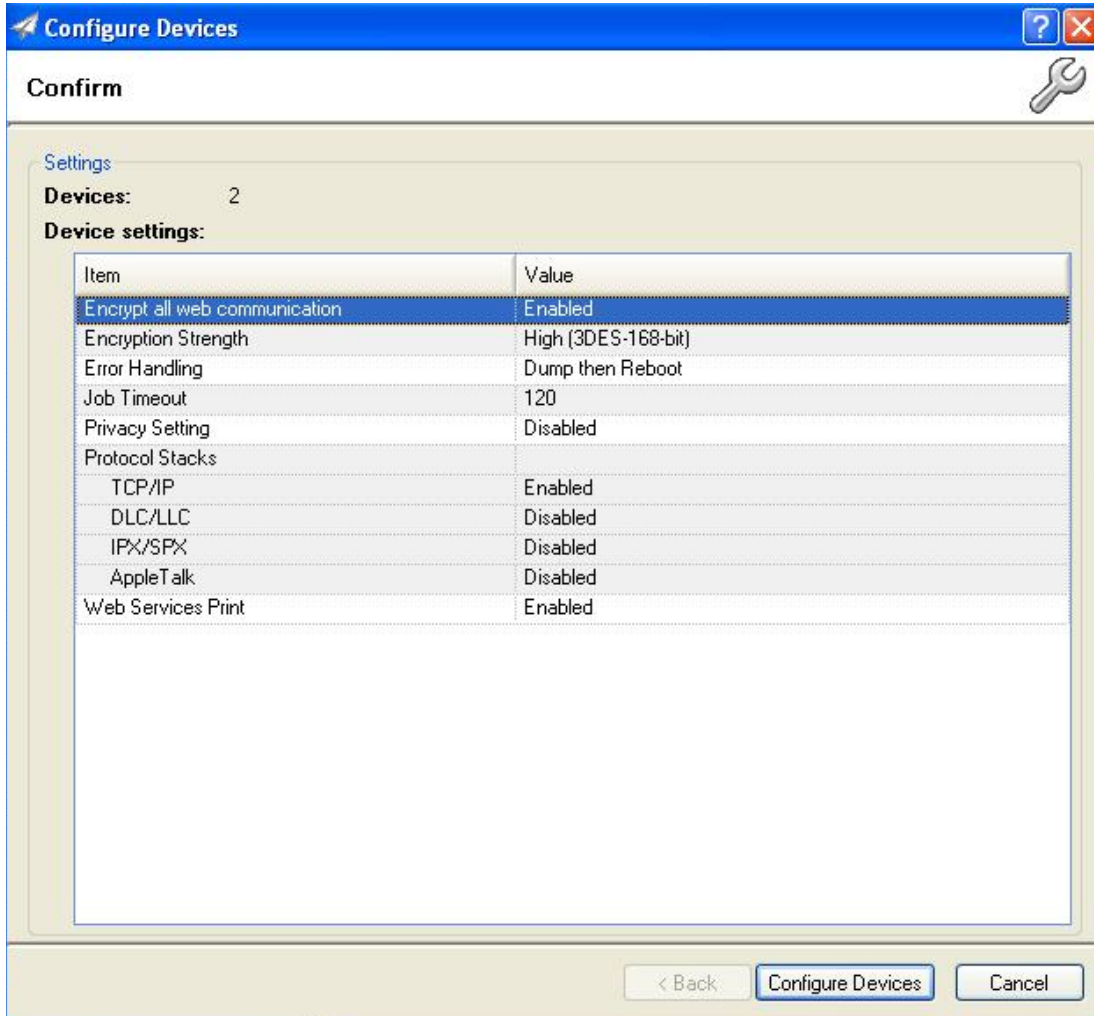 Configure Devices
Confirm
Settings
Devices: 2
Device settings:
Item Value
Encrypt all web communication Enabled
Encryption Strength High (3DES-168-bit)
Error Handling Dump then Reboot
Job Timeout 120
Privacy Setting Disabled
Protocol Stacks
TCP/IP Enabled
DLC/LLC Disabled
IPX/SPX Disabled
AppleTalk Disabled
Web Services Print Enabled
< Back Configure Devices Cancel